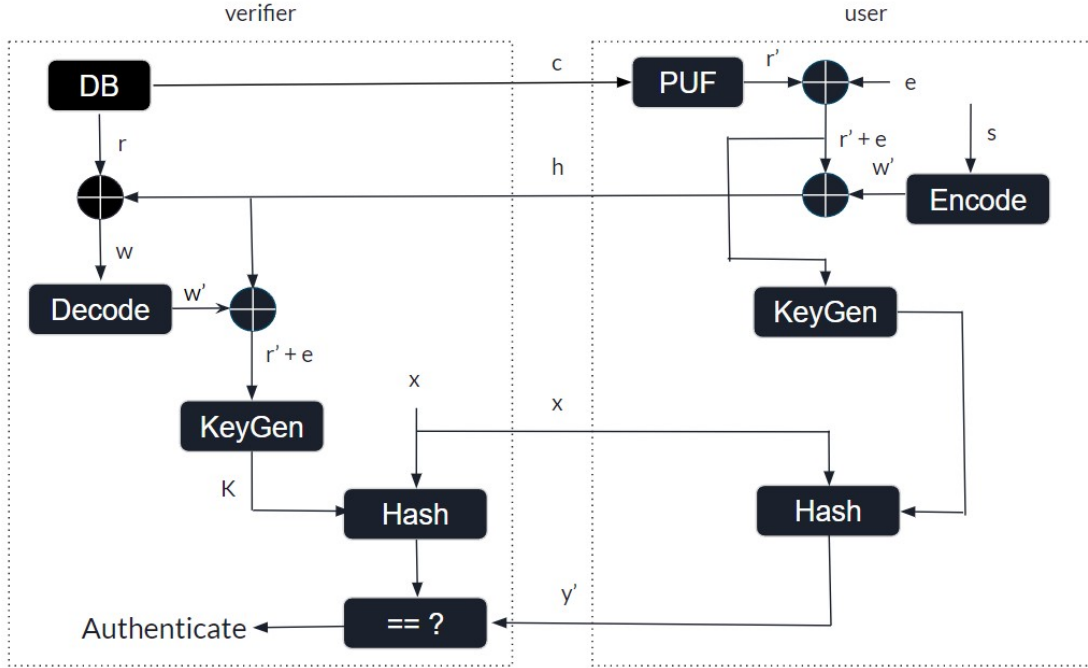 verifier
user
DB
c
PUF
r’
e
r
r’ + e
s
h
w’
Encode
w
Decode
w’
KeyGen
r’ + e
x
x
KeyGen
K
Hash
Hash
y’
== ?
Authenticate